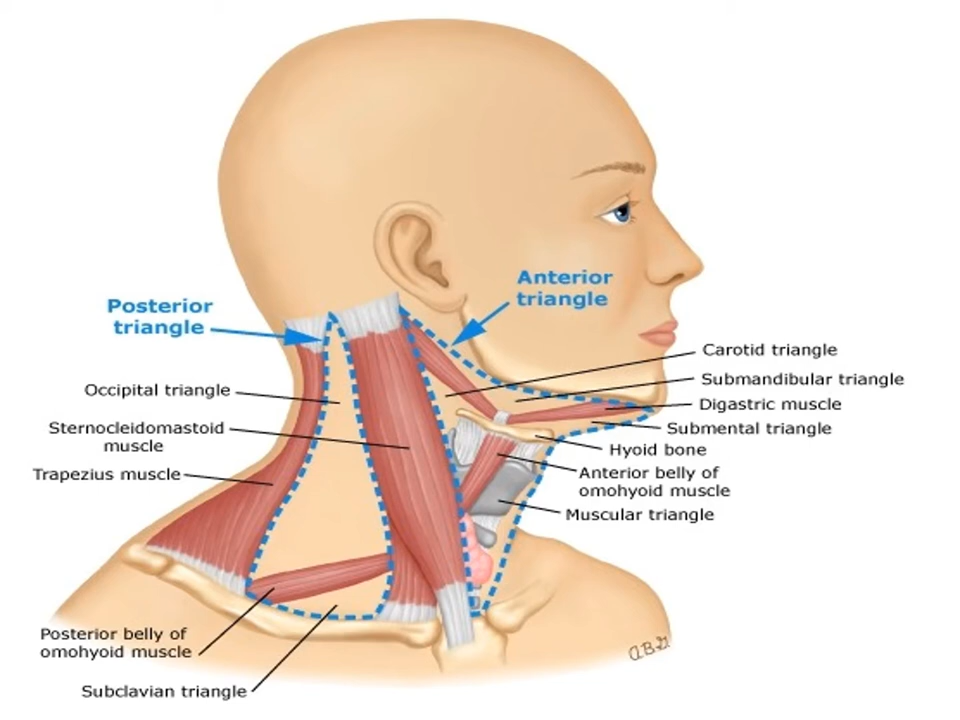 Anterior
triangle
Posterior
triangle
Carotid triangle
Submandibular triangle
Occipital triangle
Digastric muscle
Sternocleidomastoid
muscle
Submental triangle
Hyoid bone
Trapezius muscle
Anterior belly of
omohyoid muscle
Muscular triangle
Posterior belly of
omohyoid muscle
Subclavian triangle